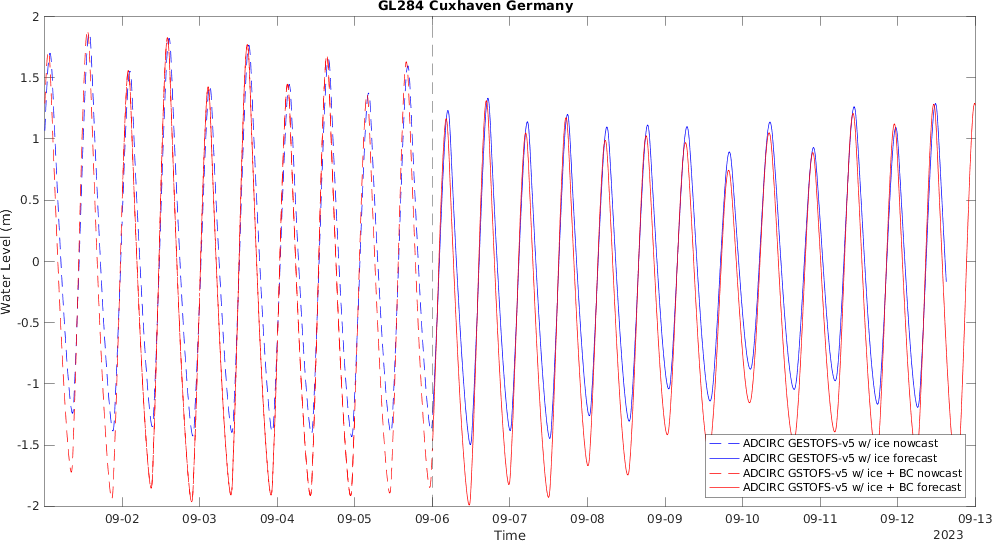 GL284 Cuxhaven Germany
2
1.5
1
0.5
0
-0.5
-1
-1.5
-2
Water Level (m)
09-02 09-03 09-04 09-05 09-06 09-07 09-08 09-09 09-10 09-11 09-12 09-13
Time
2023
ADCIRC GESTOFS-v5 w/ ice nowcast
ADCIRC GESTOFS-v5 w/ ice forecast
ADCIRC GSTOFS-v5 w/ ice + BC nowcast
ADCIRC GSTOFS-v5 w/ ice + BC forecast